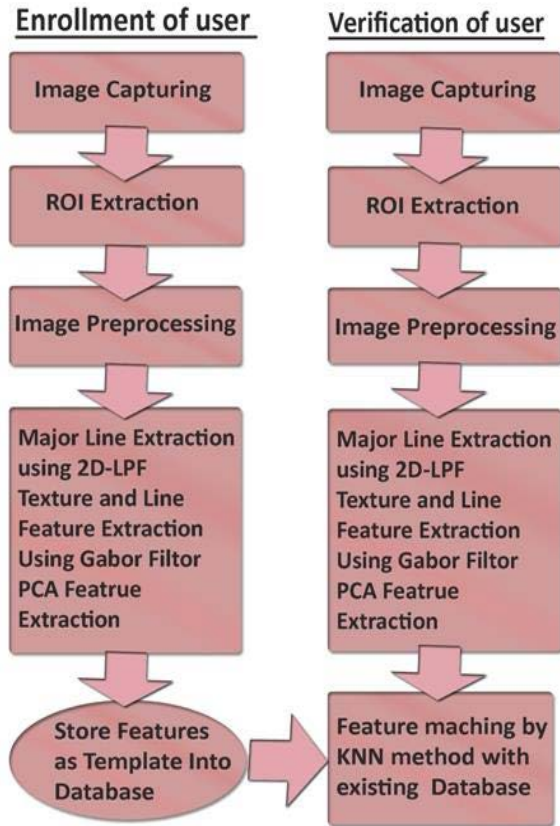 Enrollment of user
Image Capturing
ROI Extraction
Image Preprocessing
Major Line Extraction
using 2D-LPF
Texture and Line
Feature Extraction
Using Gabor Filtor
PCA Featrue
Extraction
Store Features
as Template Into
Database
Verification of user
Image Capturing
ROI Extraction
Image Preprocessing
Major Line Extraction
using 2D-LPF
Texture and Line
Feature Extraction
Using Gabor Filtor
PCA Featrue
Extraction
Feature maching by
KNN method with
existing Database